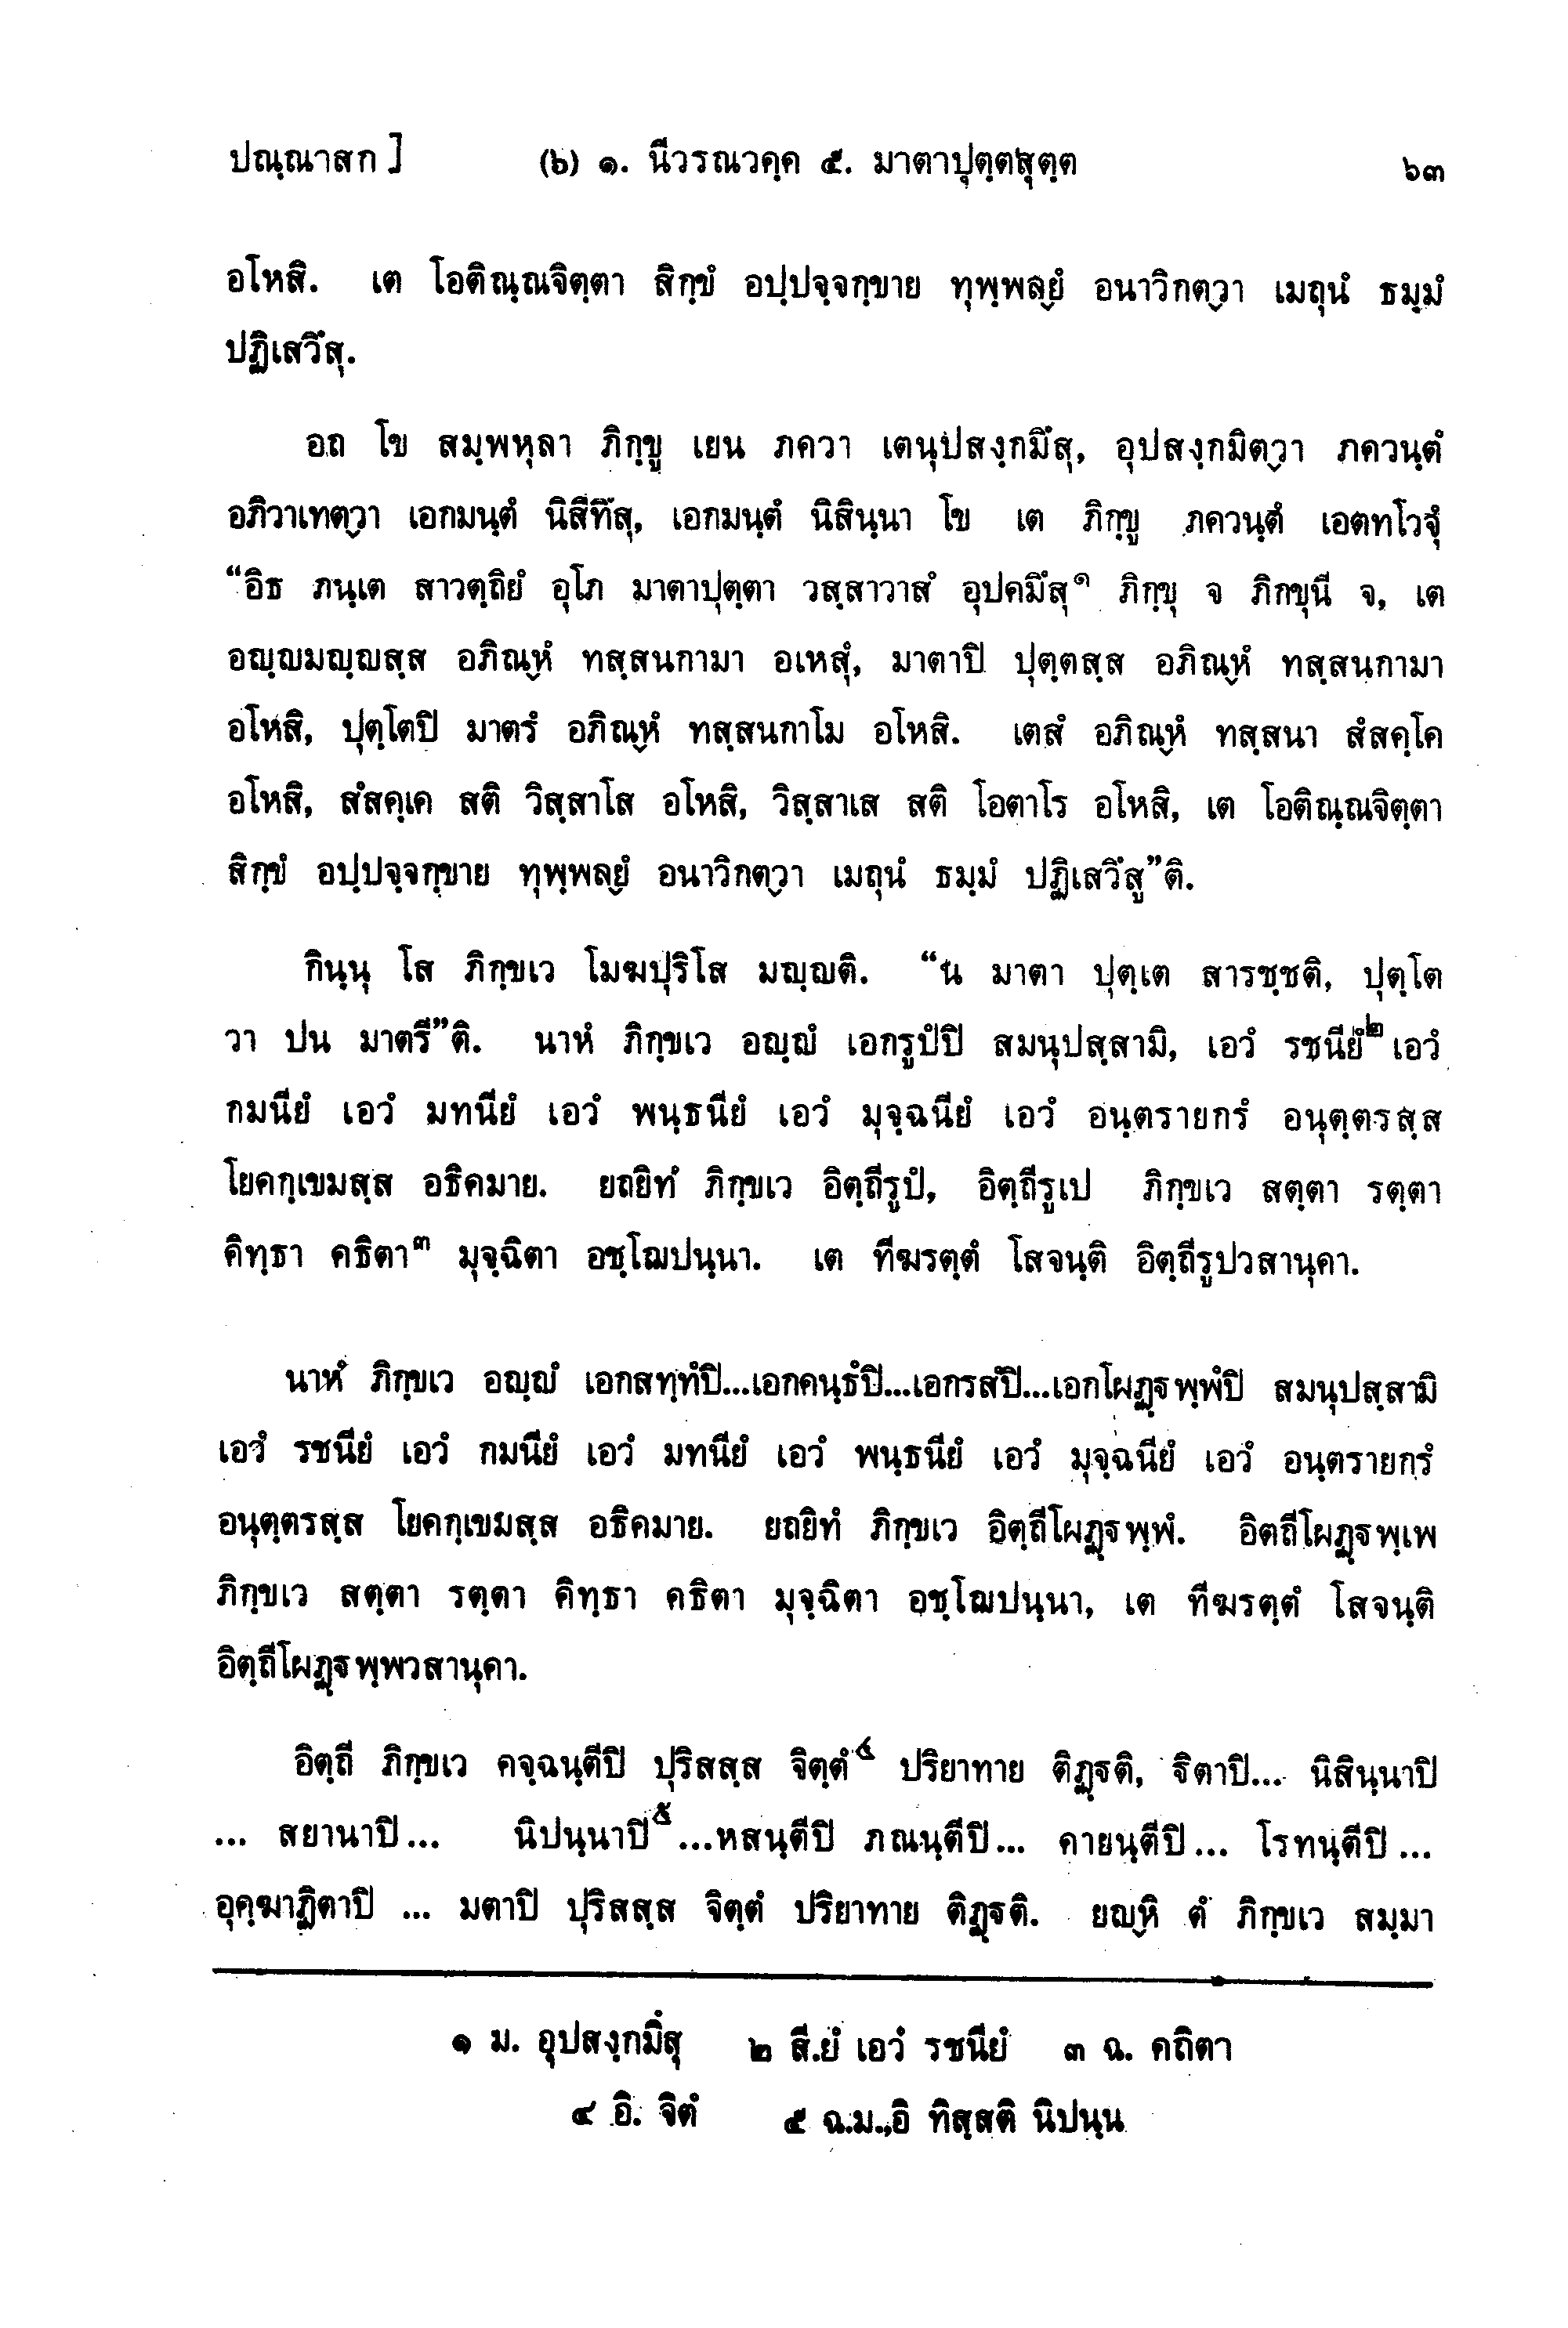 ปณฺณาสก ]
(๖) ๑. นีวรณวคฺค ๕. มาตาปุตฺตสุตฺต
๖๓
อโหสิ. เต โอติณฺณจิตฺตา สิกฺขํ อปฺปจฺจกฺขาย ทุพฺพลฺยํ อนาวิกตฺวา เมถุนํ ธมฺมํ
ปฏิเสวึสุ.
อถ โข สมฺพหุลา ภิกฺขู เยน ภควา เตนุปสงฺกมึสุ, อุปสงฺกมิตฺวา ภควนฺตํ
อภิวาเทตฺวา เอกมนฺตํ นิสีทึสุ, เอกมนฺตํ นิสินฺนา โข เต ภิกฺขู ภควนฺตํ เอตทโวจุํ
“อิธ ภนฺเต สาวตฺถิยํ อุโภ มาตาปุตฺตา วสฺสาวาสํ อุปคมึสุ๑ ภิกฺขุ จ ภิกขุนี จ, เต
อญฺญมญฺญสฺส อภิณฺหํ ทสฺสนกามา อเหสุํ, มาตาปิ ปุตฺตสฺส อภิณฺหํ ทสฺสนกามา
อโหสิ, ปุตฺโตปิ มาตรํ อภิณฺหํ ทสฺสนกาโม อโหสิ. เตสํ อภิณฺหํ ทสฺสนา สํสคฺโค
อโหสิ, สํสคฺเค สติ วิสฺสาโส อโหสิ, วิสฺสาเส สติ โอตาโร อโหสิ, เต โอติณฺณจิตฺตา
สิกฺขํ อปฺปจฺจกฺขาย ทุพฺพลฺยํ อนาวิกตฺวา เมถุนํ ธมฺมํ ปฏิเสวึสู”ติ.
กินฺนุ โส ภิกฺขเว โมฆปุริโส มญฺญติ. “น มาตา ปุตฺเต สารชฺชติ, ปุตฺโต
วา ปน มาตรี”ติ. นาหํ ภิกฺขเว อญฺญํ เอกรูปํปิ สมนุปสฺสามิ, เอวํ รชนียํ๒ เอวํ
กมนียํ เอวํ มทนียํ เอวํ พนฺธนียํ เอวํ มุจฺฉนียํ เอวํ อนฺตรายกรํ อนุตฺตรสฺส
โยคกฺเขมสฺส อธิคมาย. ยถยิทํ ภิกฺขเว อิตฺถีรูปํ, อิตฺถีรูเป ภิกฺขเว สตฺตา รตฺตา
คิทฺธา คธิตา๓ มุจฺฉิตา อชฺโฌปนฺนา. เต ทีฆรตฺตํ โสจนฺติ อิตฺถีรูปวสานุคา.
นาหํ ภิกฺขเว อญฺญํ เอกสทฺทํปิ...เอกคนฺธํปิ...เอกรสํปิ...เอกโผฏฺฐพฺพํปิ สมนุปสฺสามิ
เอวํ รชนียํ เอวํ กมนียํ เอวํ มทนียํ เอวํ พนฺธนียํ เอวํ มุจฺฉนียํ เอวํ อนฺตรายกรํ
อนุตฺตรสฺส โยคกฺเขมสฺส อธิคมาย. ยถยิทํ ภิกฺขเว อิตฺถีโผฏฺฐพฺพํ. อิตถีโผฏฺฐพฺเพ
ภิกฺขเว สตฺตา รตฺตา คิทฺธา คธิตา มุจฺฉิตา อชฺโฌปนฺนา, เต ทีฆรตฺตํ โสจนฺติ
อิตฺถีโผฏฺฐพฺพวสานุคา.
อิตฺถี ภิกฺขเว คจฺฉนฺตีปิ ปุริสสฺส จิตฺตํ๔ ปริยาทาย ติฏฺฐติ, ฐิตาปิ... นิสินฺนาปิ
... สยานาปิ... นิปนฺนาปิ๕ ...หสนฺตีปิ ภณนฺตีปิ... คายนฺตีปิ... โรทนฺตีปิ...
อุคฺฆาฏิตาปิ ... มตาปิ ปุริสสฺส จิตฺตํ ปริยาทาย ติฏฺฐติ. ยญฺหิ ตํ ภิกฺขเว สมฺมา
๑ ม. อุปสงฺกมึสุ ๒ สี.ยํ เอวํ รชนียํ ๓ ฉ. คถิตา
๔ อิ. จิตํ ๕ ฉ.ม.,อิ ทิสฺสติ นิปนฺน